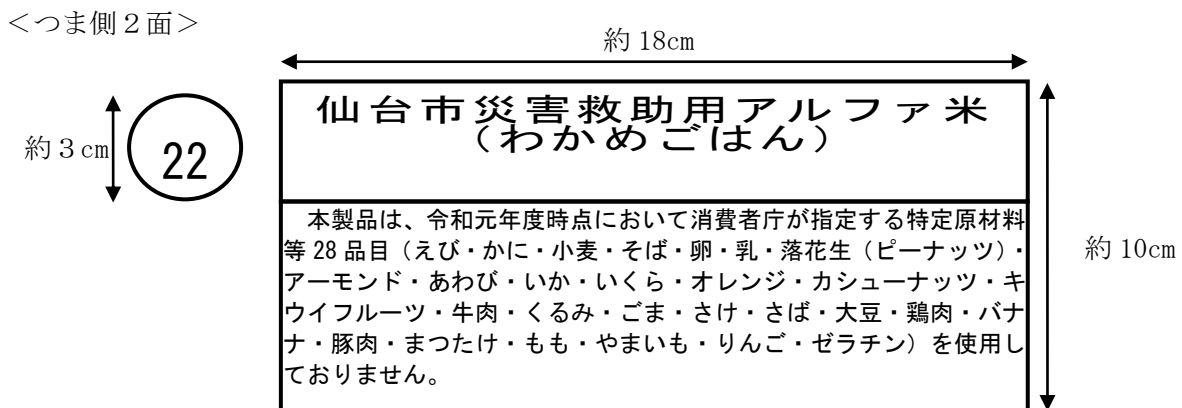 ＜つま側２面＞
約 18cm
仙台市災害救助用アルファ米
（わかめごはん）
約３cm
22
本製品は、令和元年度時点において消費者庁が指定する特定原材料
等 28 品目（えび・かに・小麦・そば・卵・乳・落花生（ピーナッツ）・
アーモンド・あわび・いか・いくら・オレンジ・カシューナッツ・キ
ウイフルーツ・牛肉・くるみ・ごま・さけ・さば・大豆・鶏肉・バナ
ナ・豚肉・まつたけ・もも・やまいも・りんご・ゼラチン）を使用し
ておりません。
約 10cm